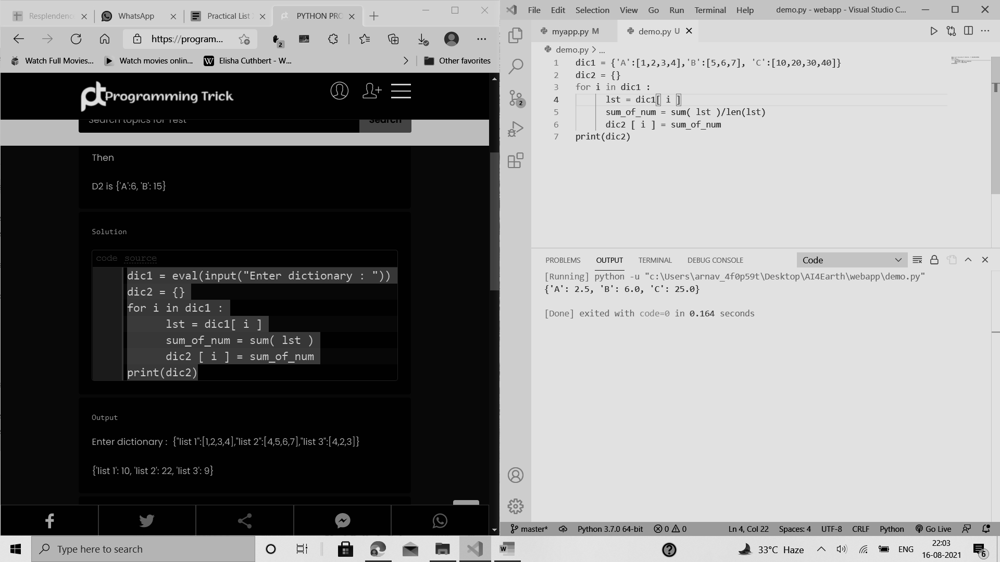 Resplendenc
WhatsApp
Practical List
PYTHON PRO
https://program...
2
Watch Full Movies...
Watch movies online...
Elisha Cuthbert - W...
Other favorites
pt Programming Trick
Search topics for Test
Search
Then
D2 is {'A':6, 'B': 15}
Solution
code source
dic1 = eval(input("Enter dictionary : "))
dic2 = {}
for i in dic1 :
      lst = dic1[ i ]
      sum_of_num = sum( lst )
      dic2 [ i ] = sum_of_num
print(dic2)
Output
Enter dictionary : {"list 1":[1,2,3,4],"list 2":[4,5,6,7],"list 3":[4,2,3]}
{'list 1': 10, 'list 2': 22, 'list 3': 9}
File Edit Selection View Go Run Terminal Help demo.py - webapp - Visual Studio C...
myapp.py M
demo.py U
demo.py > ...
2
1 dic1 = {'A':[1,2,3,4],'B':[5,6,7], 'C':[10,20,30,40]}
2 dic2 = {}
3 for i in dic1 :
4       lst = dic1[ i ]
5       sum_of_num = sum( lst )/len(lst)
6       dic2 [ i ] = sum_of_num
7 print(dic2)
PROBLEMS OUTPUT TERMINAL DEBUG CONSOLE Code
[Running] python -u "c:\Users\arnav_4f0p59t\Desktop\AI4Earth\webapp\demo.py"
{'A': 2.5, 'B': 6.0, 'C': 25.0}
[Done] exited with code=0 in 0.164 seconds
master* Python 3.7.0 64-bit 0 0 Ln 4, Col 22 Spaces: 4 UTF-8 CRLF Python Go Live
Type here to search
33°C Haze
ENG
22:03
16-08-2021
6